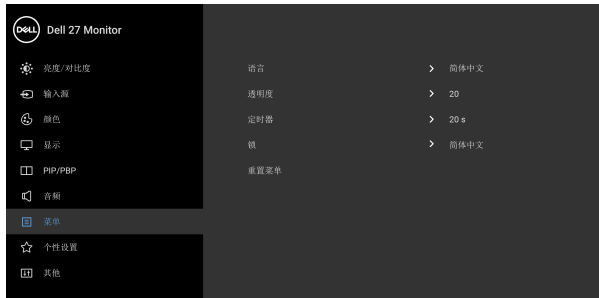 DELL Dell 27 Monitor
亮度/对比度
输入源
颜色
显示
PIP/PBP
音频
菜单
个性设置
其他
语言 简体中文
透明度 20
定时器 20 s
锁 简体中文
重置菜单